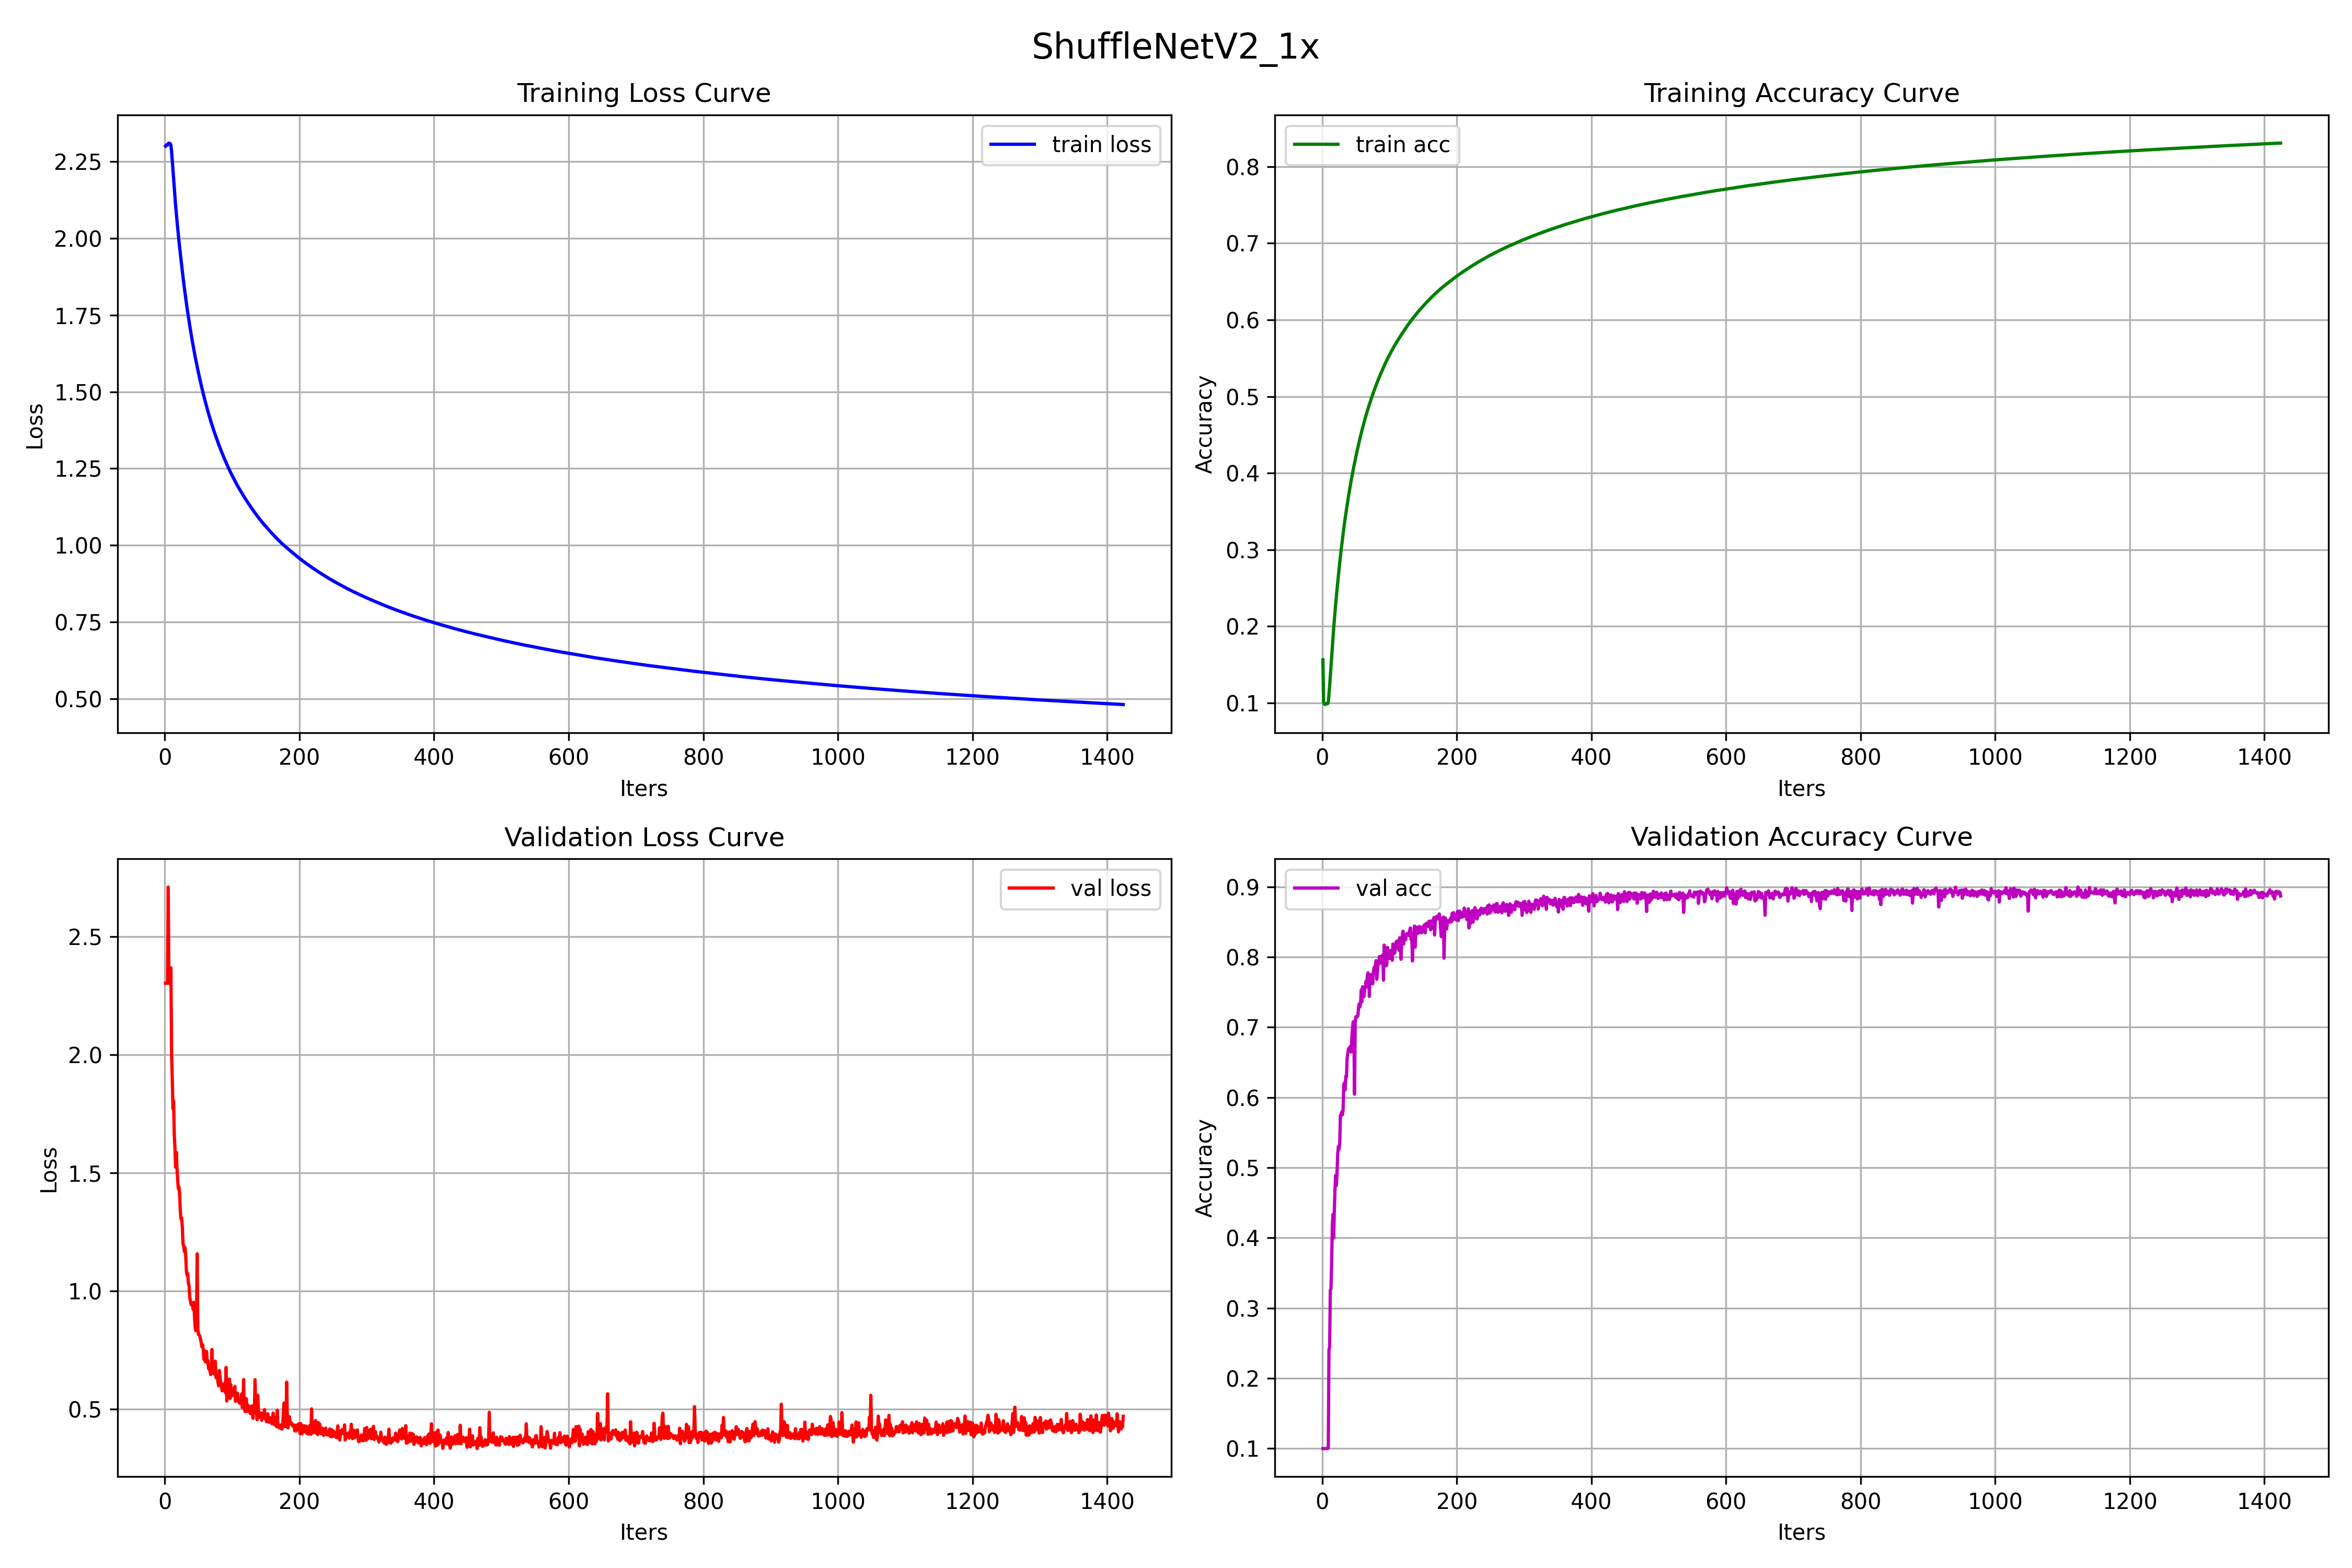 ShuffleNetV2_1x
Training Loss Curve
train loss
2.25
2.00
1.75
1.50
1.25
1.00
0.75
0.50
Loss
0 200 400 600 800 1000 1200 1400
Iters
Training Accuracy Curve
train acc
0.8
0.7
0.6
0.5
0.4
0.3
0.2
0.1
Accuracy
0 200 400 600 800 1000 1200 1400
Iters
Validation Loss Curve
val loss
2.5
2.0
1.5
1.0
0.5
Loss
0 200 400 600 800 1000 1200 1400
Iters
Validation Accuracy Curve
val acc
0.9
0.8
0.7
0.6
0.5
0.4
0.3
0.2
0.1
Accuracy
0 200 400 600 800 1000 1200 1400
Iters